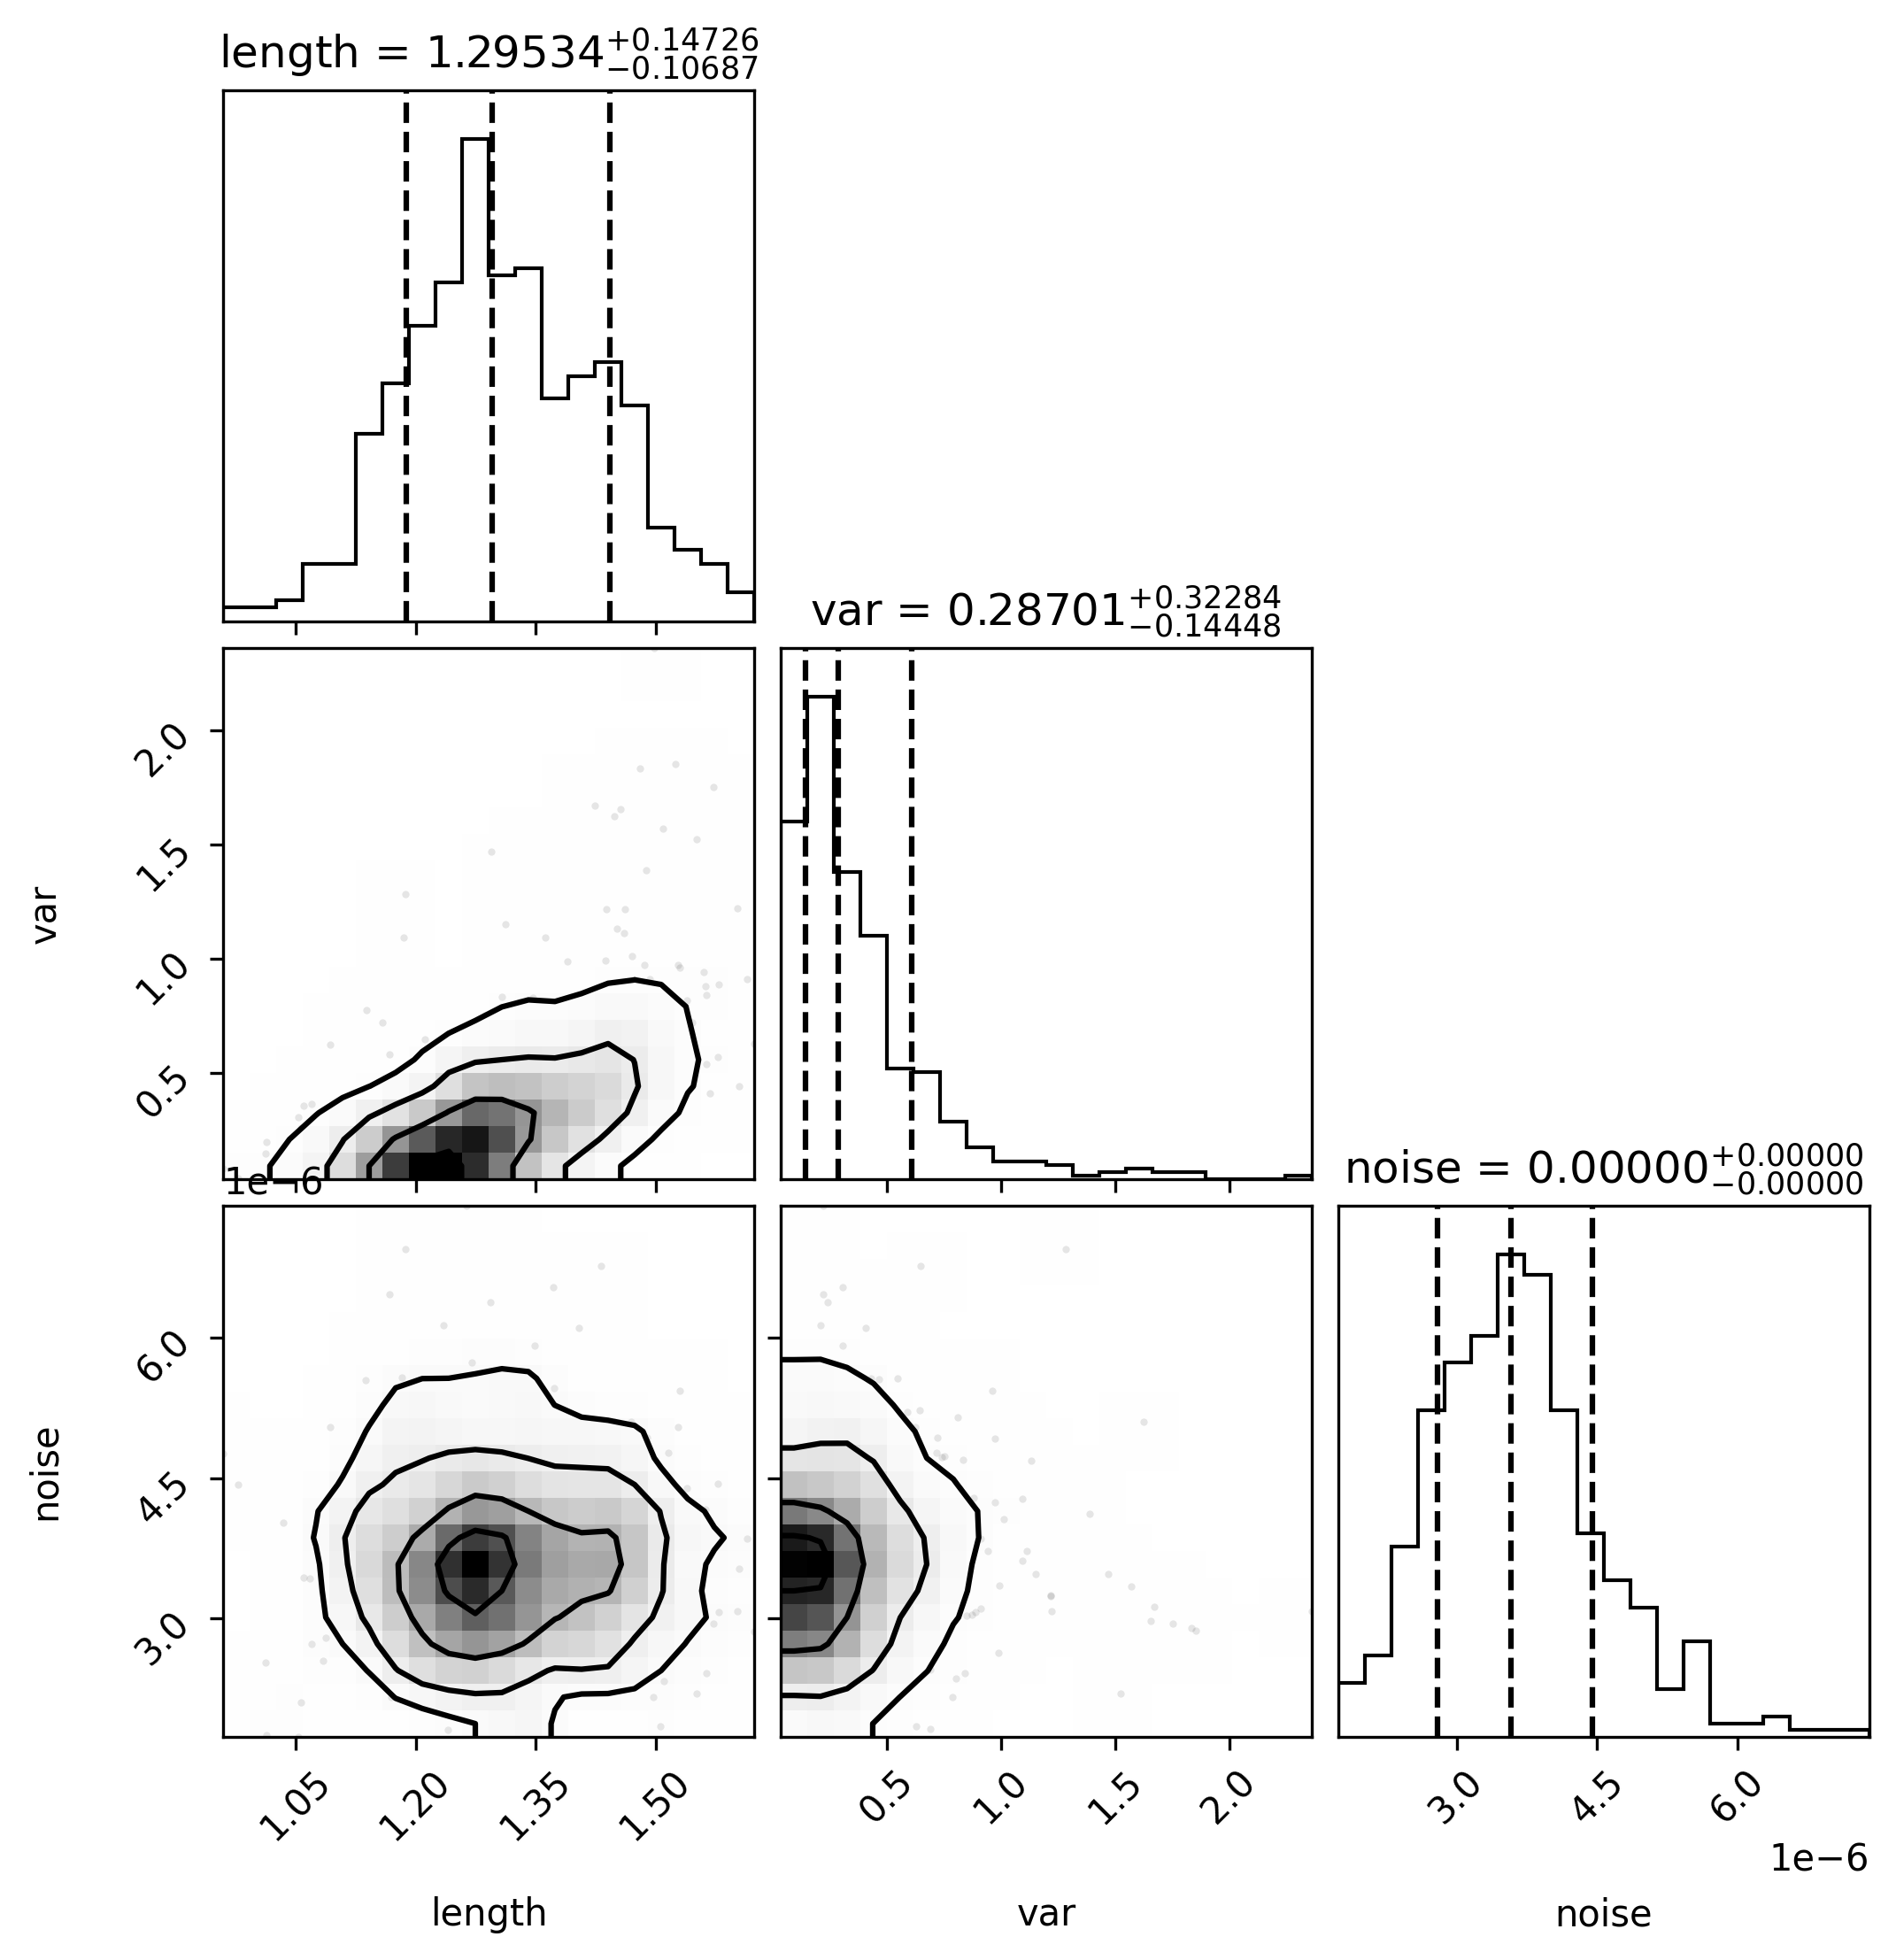 length = 1.29534 +0.14726 −0.10687
var = 0.28701 +0.32284 −0.14448
2.0
1.5
1.0
0.5
var
1e−6
noise = 0.00000 +0.00000 −0.00000
6.0
4.5
3.0
noise
1.05 1.20 1.35 1.50
0.5 1.0 1.5 2.0
3.0 4.5 6.0
1e−6
length
var
noise